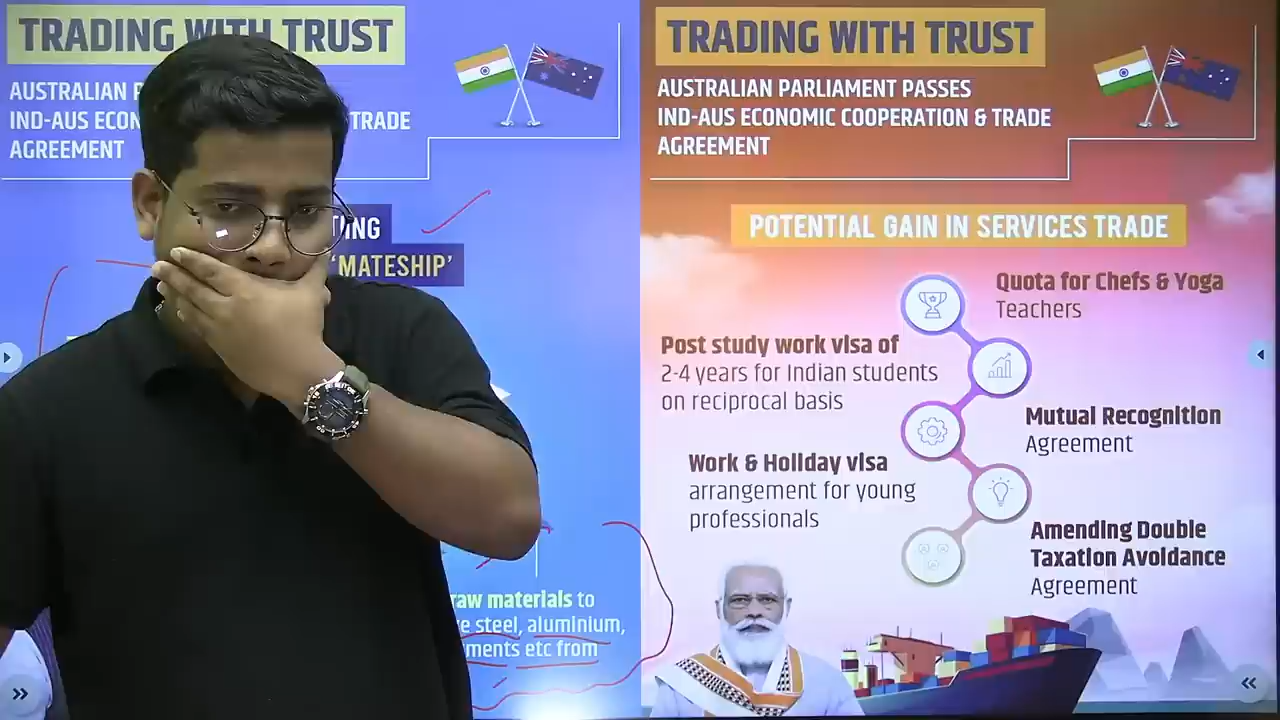 TRADING WITH TRUST
AUSTRALIAN
IND-AUS TRADE
AGREEMENT
'MATESHIP'
raw materials to
steel, aluminium,
etc from
TRADING WITH TRUST
AUSTRALIAN PARLIAMENT PASSES
IND-AUS ECONOMIC COOPERATION & TRADE
AGREEMENT
POTENTIAL GAIN IN SERVICES TRADE
Quota for Chefs & Yoga
Teachers
Post study work visa of
2-4 years for Indian students
on reciprocal basis
Mutual Recognition
Agreement
Work & Holiday visa
arrangement for young
professionals
Amending Double
Taxation Avoidance
Agreement